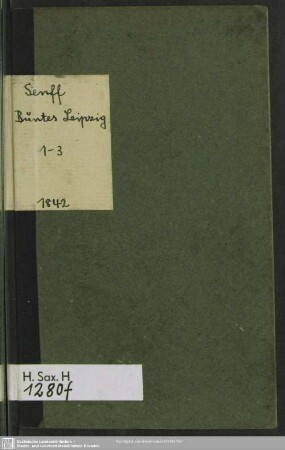 Senff
Buntes Leipzig
1-3
1842
H. Sax. H
1280f